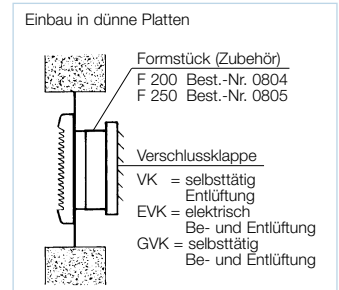 Einbau in dünne Platten
Formstück (Zubehör)
F 200 Best.-Nr. 0804
F 250 Best.-Nr. 0805
Verschlussklappe
VK = selbsttätig
Entlüftung
EVK = elektrisch
Be- und Entlüftung
GVK = selbsttätig
Be- und Entlüftung